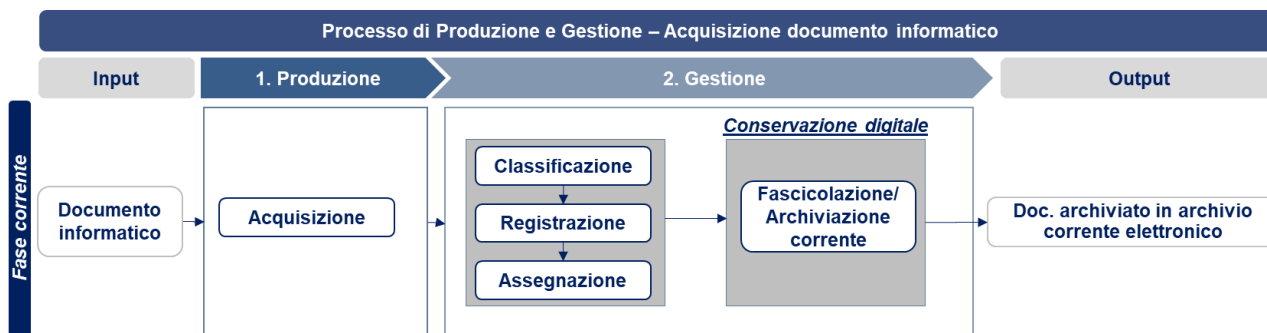 Processo di Produzione e Gestione – Acquisizione documento informatico
Input
1. Produzione
2. Gestione
Output
Fase corrente
Documento
informatico
Acquisizione
Classificazione
Registrazione
Assegnazione
Conservazione digitale
Fascicolazione/
Archiviazione
corrente
Doc. archiviato in archivio
corrente elettronico